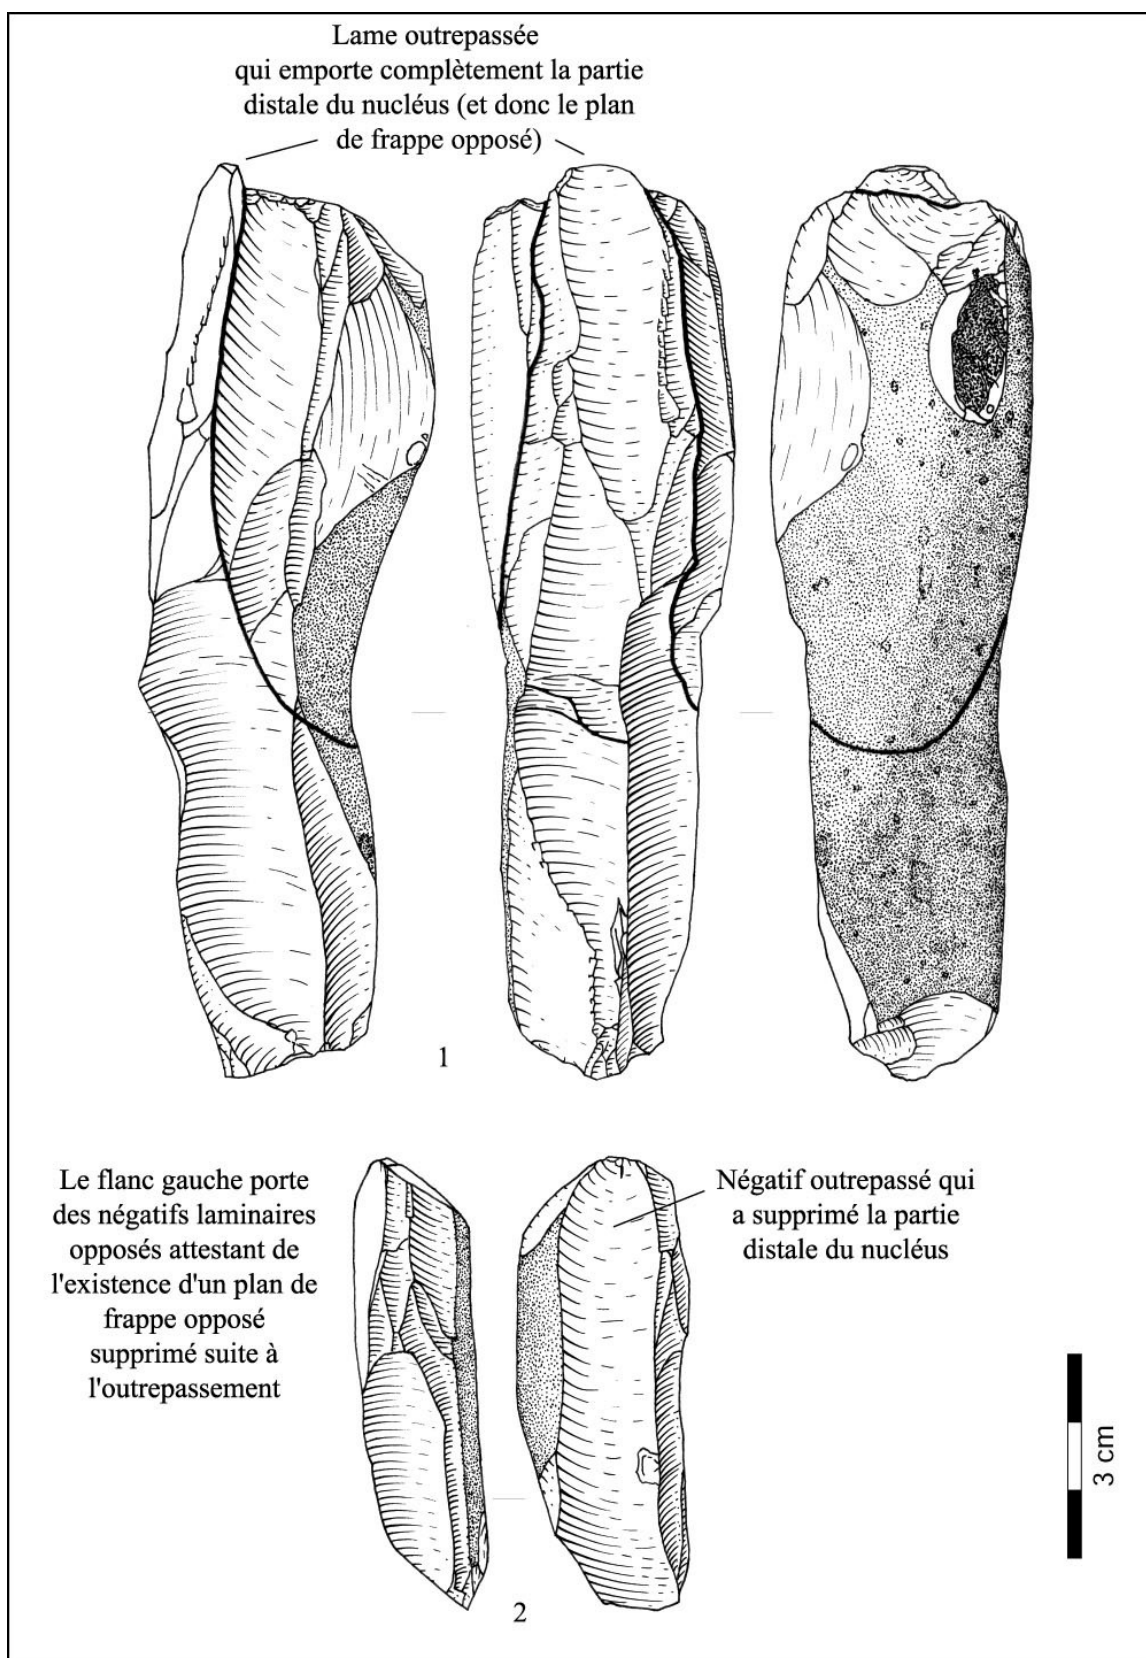 Lame outrepassée
qui emporte complètement la partie
distale du nucléus (et donc le plan
de frappe opposé)
1
Le flanc gauche porte
des négatifs laminaires
opposés attestant de
l'existence d'un plan de
frappe opposé
supprimé suite à
l'outrepassement
Négatif outrepassé qui
a supprimé la partie
distale du nucléus
3 cm
2